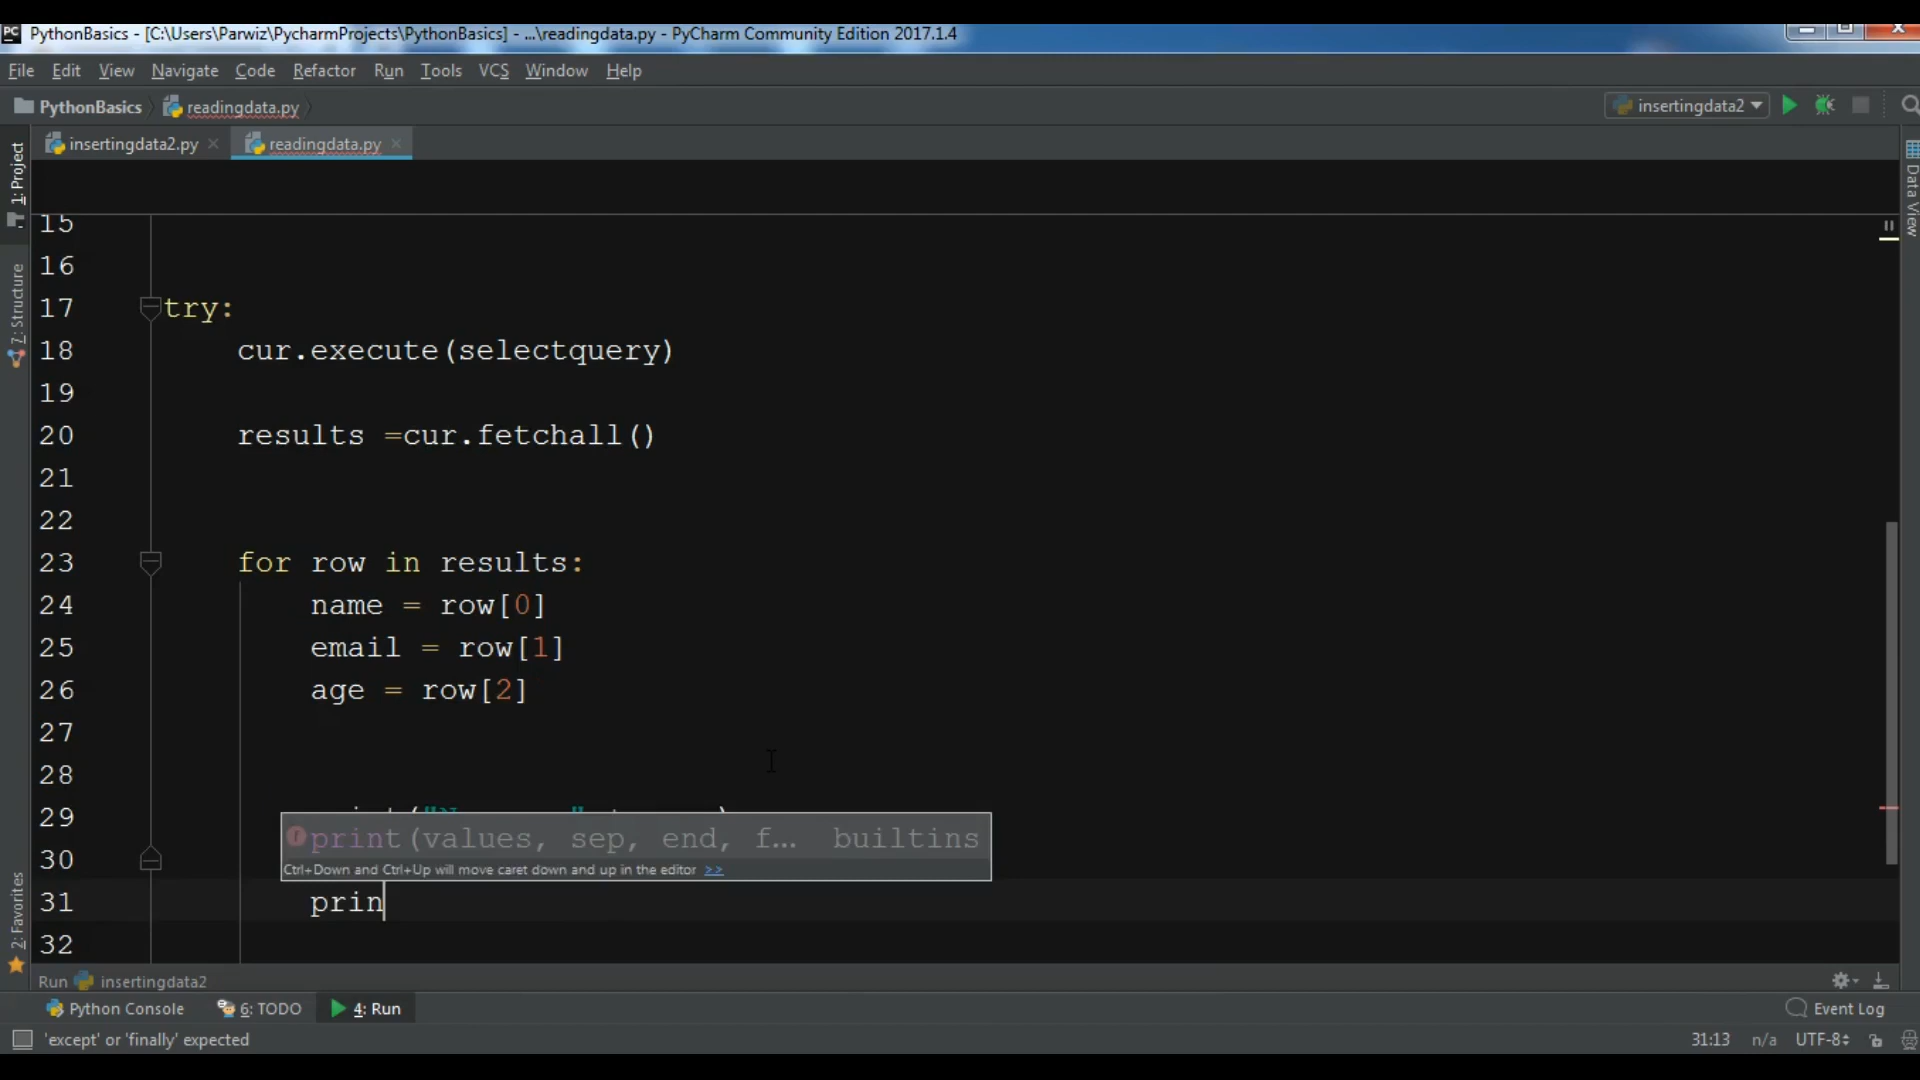 PC PythonBasics - [C:\Users\Parwiz\PycharmProjects\PythonBasics] - ...\readingdata.py - PyCharm Community Edition 2017.1.4
File Edit View Navigate Code Refactor Run Tools VCS Window Help
PythonBasics readingdata.py insertingdata2
insertingdata2.py readingdata.py
1: Project
7: Structure
2: Favorites
Data View
15
16
17 try:
18 cur.execute(selectquery)
19
20 results =cur.fetchall()
21
22
23 for row in results:
24 name = row[0]
25 email = row[1]
26 age = row[2]
27
28
29
print(values, sep, end, f... builtins
30
Ctrl+Down and Ctrl+Up will move caret down and up in the editor >>
31 prin
32
Run insertingdata2
Python Console 6: TODO 4: Run Event Log
'except' or 'finally' expected 31:13 n/a UTF-8